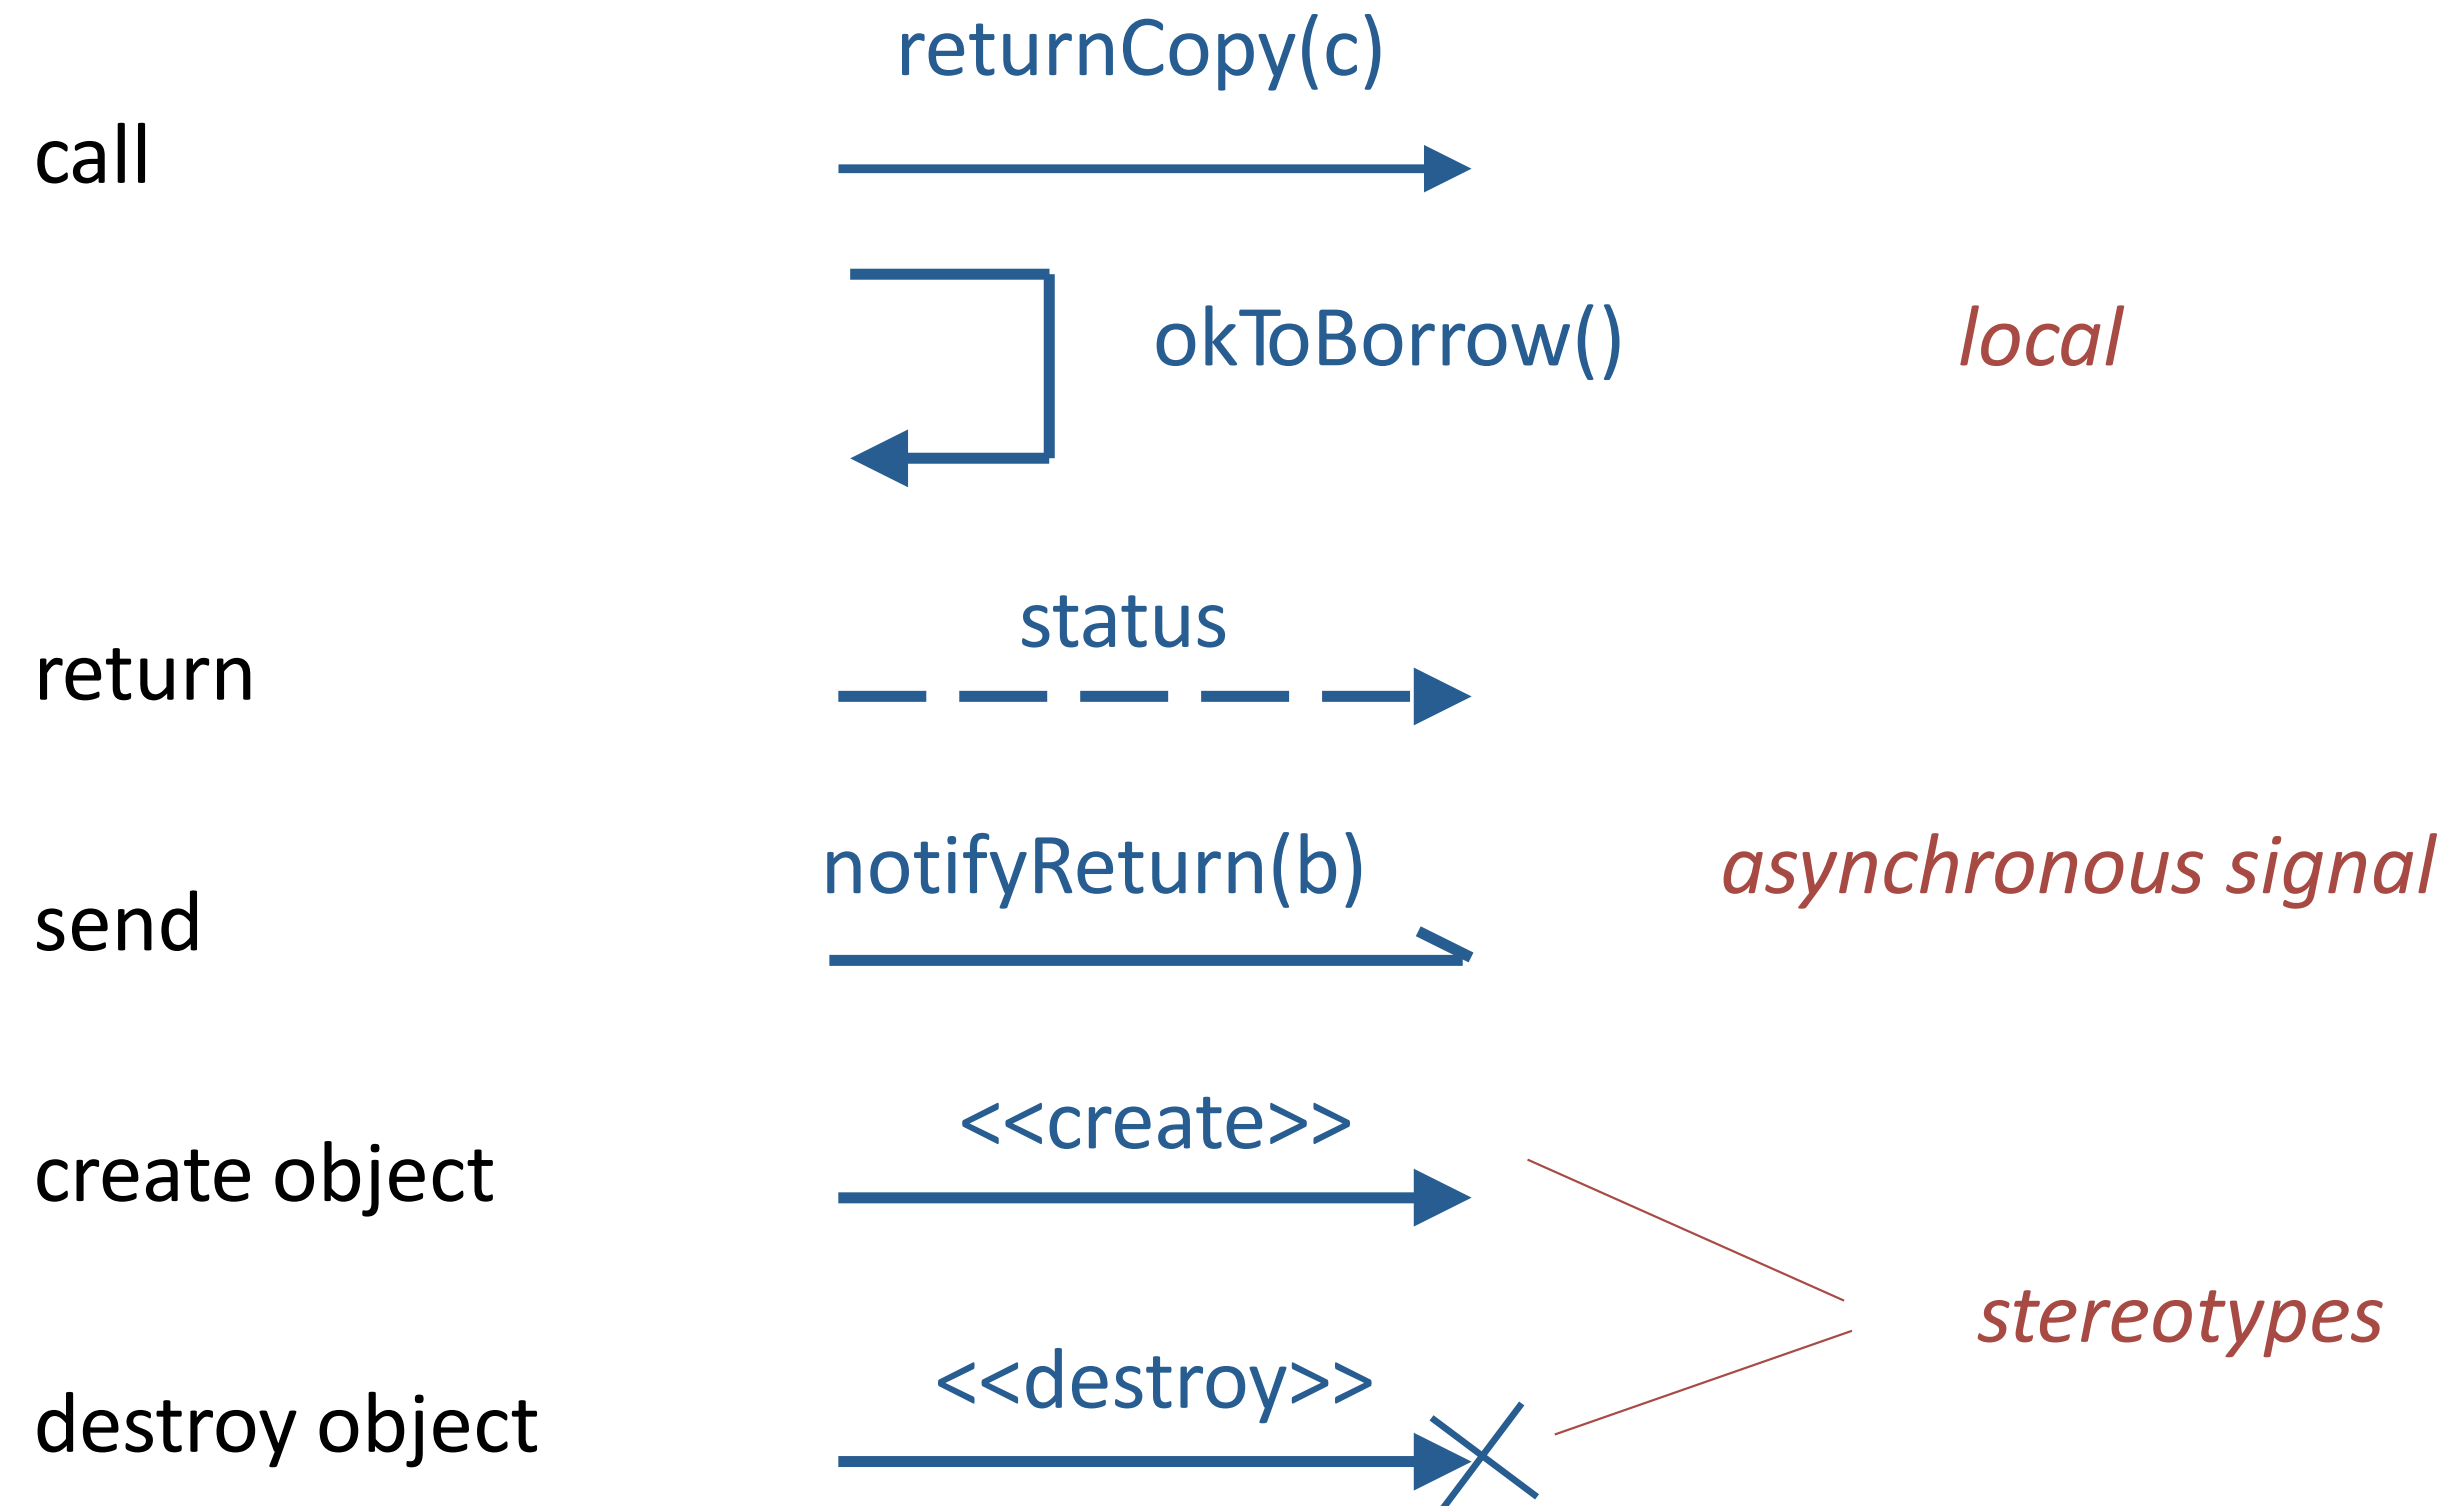 returnCopy(c)
call
okToBorrow() local
status
return
notifyReturn(b) asynchronous signal
send
<<create>>
create object
stereotypes
<<destroy>>
destroy object